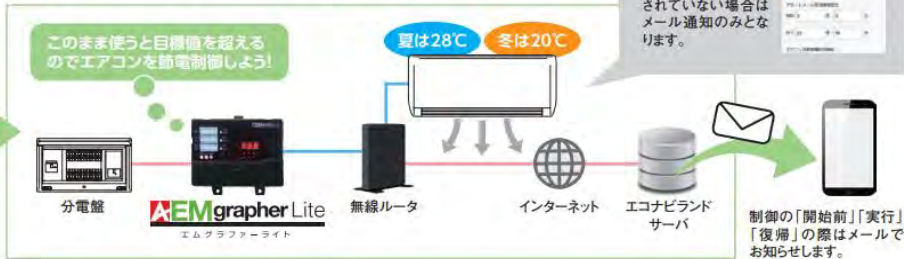 されていない場合は
メール通知のみとな
ります。
このまま使うと目標値を超える
のでエアコンを節電制御しよう!
夏は28℃
冬は20℃
分電盤
AEMgrapher Lite
エムグラファーライト
無線ルータ
インターネット
エコナビランド
サーバ
制御の「開始前」「実行」
「復帰」の際はメールで
お知らせします。